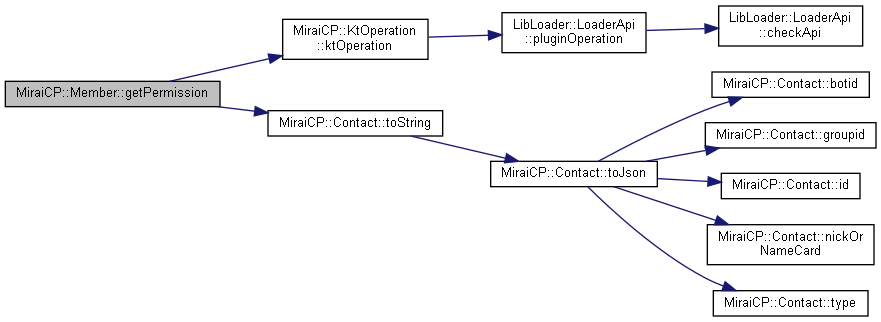 MiraiCP::Member::getPermission
MiraiCP::KtOperation
::ktOperation
LibLoader::LoaderApi
::pluginOperation
LibLoader::LoaderApi
::checkApi
MiraiCP::Contact::toString
MiraiCP::Contact::toJson
MiraiCP::Contact::botid
MiraiCP::Contact::groupid
MiraiCP::Contact::id
MiraiCP::Contact::nickOr
NameCard
MiraiCP::Contact::type